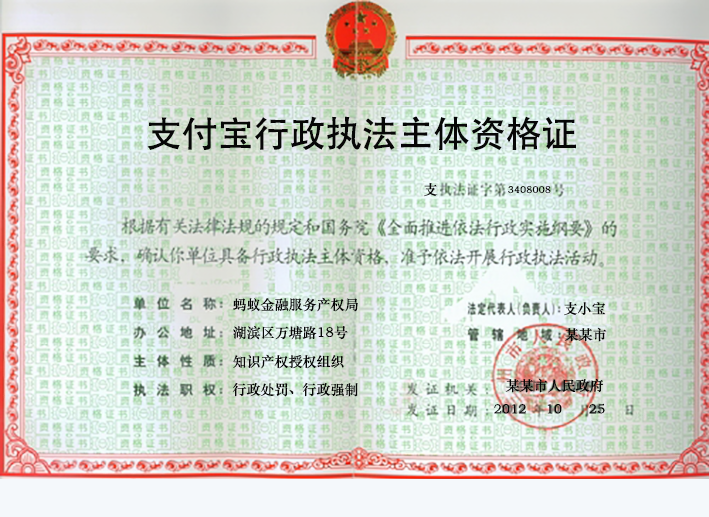 支付宝行政执法主体资格证
支执法证字第3408008号
根据有关法律法规的规定和国务院《全面推进依法行政实施纲要》的
要求，确认你单位具备行政执法主体资格，准予依法开展行政执法活动。
单位名称：蚂蚁金融服务产权局
办公地址：湖滨区万塘路18号
主体性质：知识产权授权组织
执法职权：行政处罚、行政强制
法定代表人(负责人)：支小宝
管辖地域：某某市
发证机关：某某市人民政府
发证日期：2012年10月25日